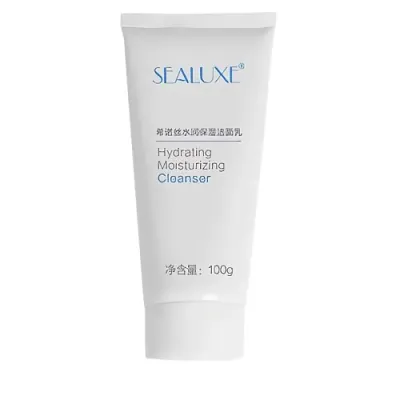 SEALUXE®
希诺丝水润保湿洁面乳
Hydrating
Moisturizing
Cleanser
净含量：100g